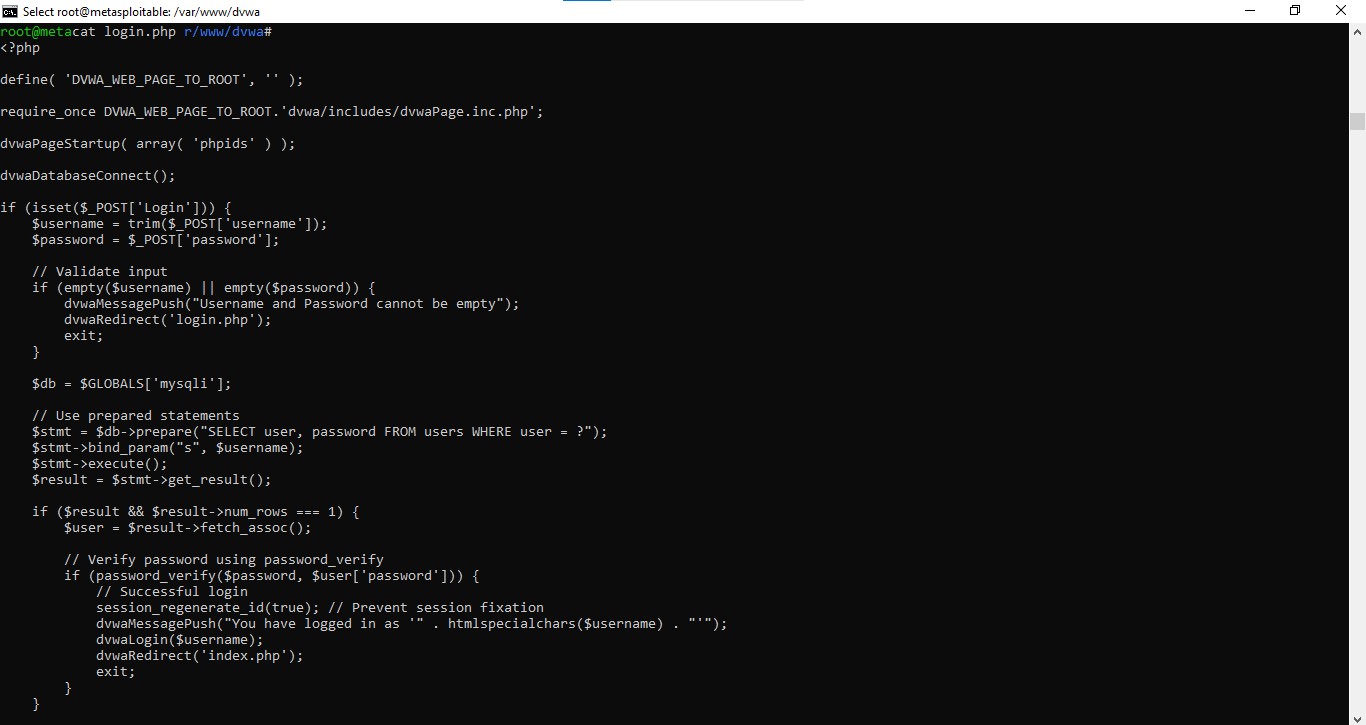 Select root@metasploitable: /var/www/dvwa
root@metacat login.php r/www/dvwa#
<?php

define( 'DVWA_WEB_PAGE_TO_ROOT', '' );

require_once DVWA_WEB_PAGE_TO_ROOT.'dvwa/includes/dvwaPage.inc.php';

dvwaPageStartup( array( 'phpids' ) );

dvwaDatabaseConnect();

if (isset($_POST['Login'])) {
    $username = trim($_POST['username']);
    $password = $_POST['password'];

    // Validate input
    if (empty($username) || empty($password)) {
        dvwaMessagePush("Username and Password cannot be empty");
        dvwaRedirect('login.php');
        exit;
    }

    $db = $GLOBALS['mysqli'];

    // Use prepared statements
    $stmt = $db->prepare("SELECT user, password FROM users WHERE user = ?");
    $stmt->bind_param("s", $username);
    $stmt->execute();
    $result = $stmt->get_result();

    if ($result && $result->num_rows === 1) {
        $user = $result->fetch_assoc();

        // Verify password using password_verify
        if (password_verify($password, $user['password'])) {
            // Successful login
            session_regenerate_id(true); // Prevent session fixation
            dvwaMessagePush("You have logged in as '" . htmlspecialchars($username) . "'");
            dvwaLogin($username);
            dvwaRedirect('index.php');
            exit;
        }
    }